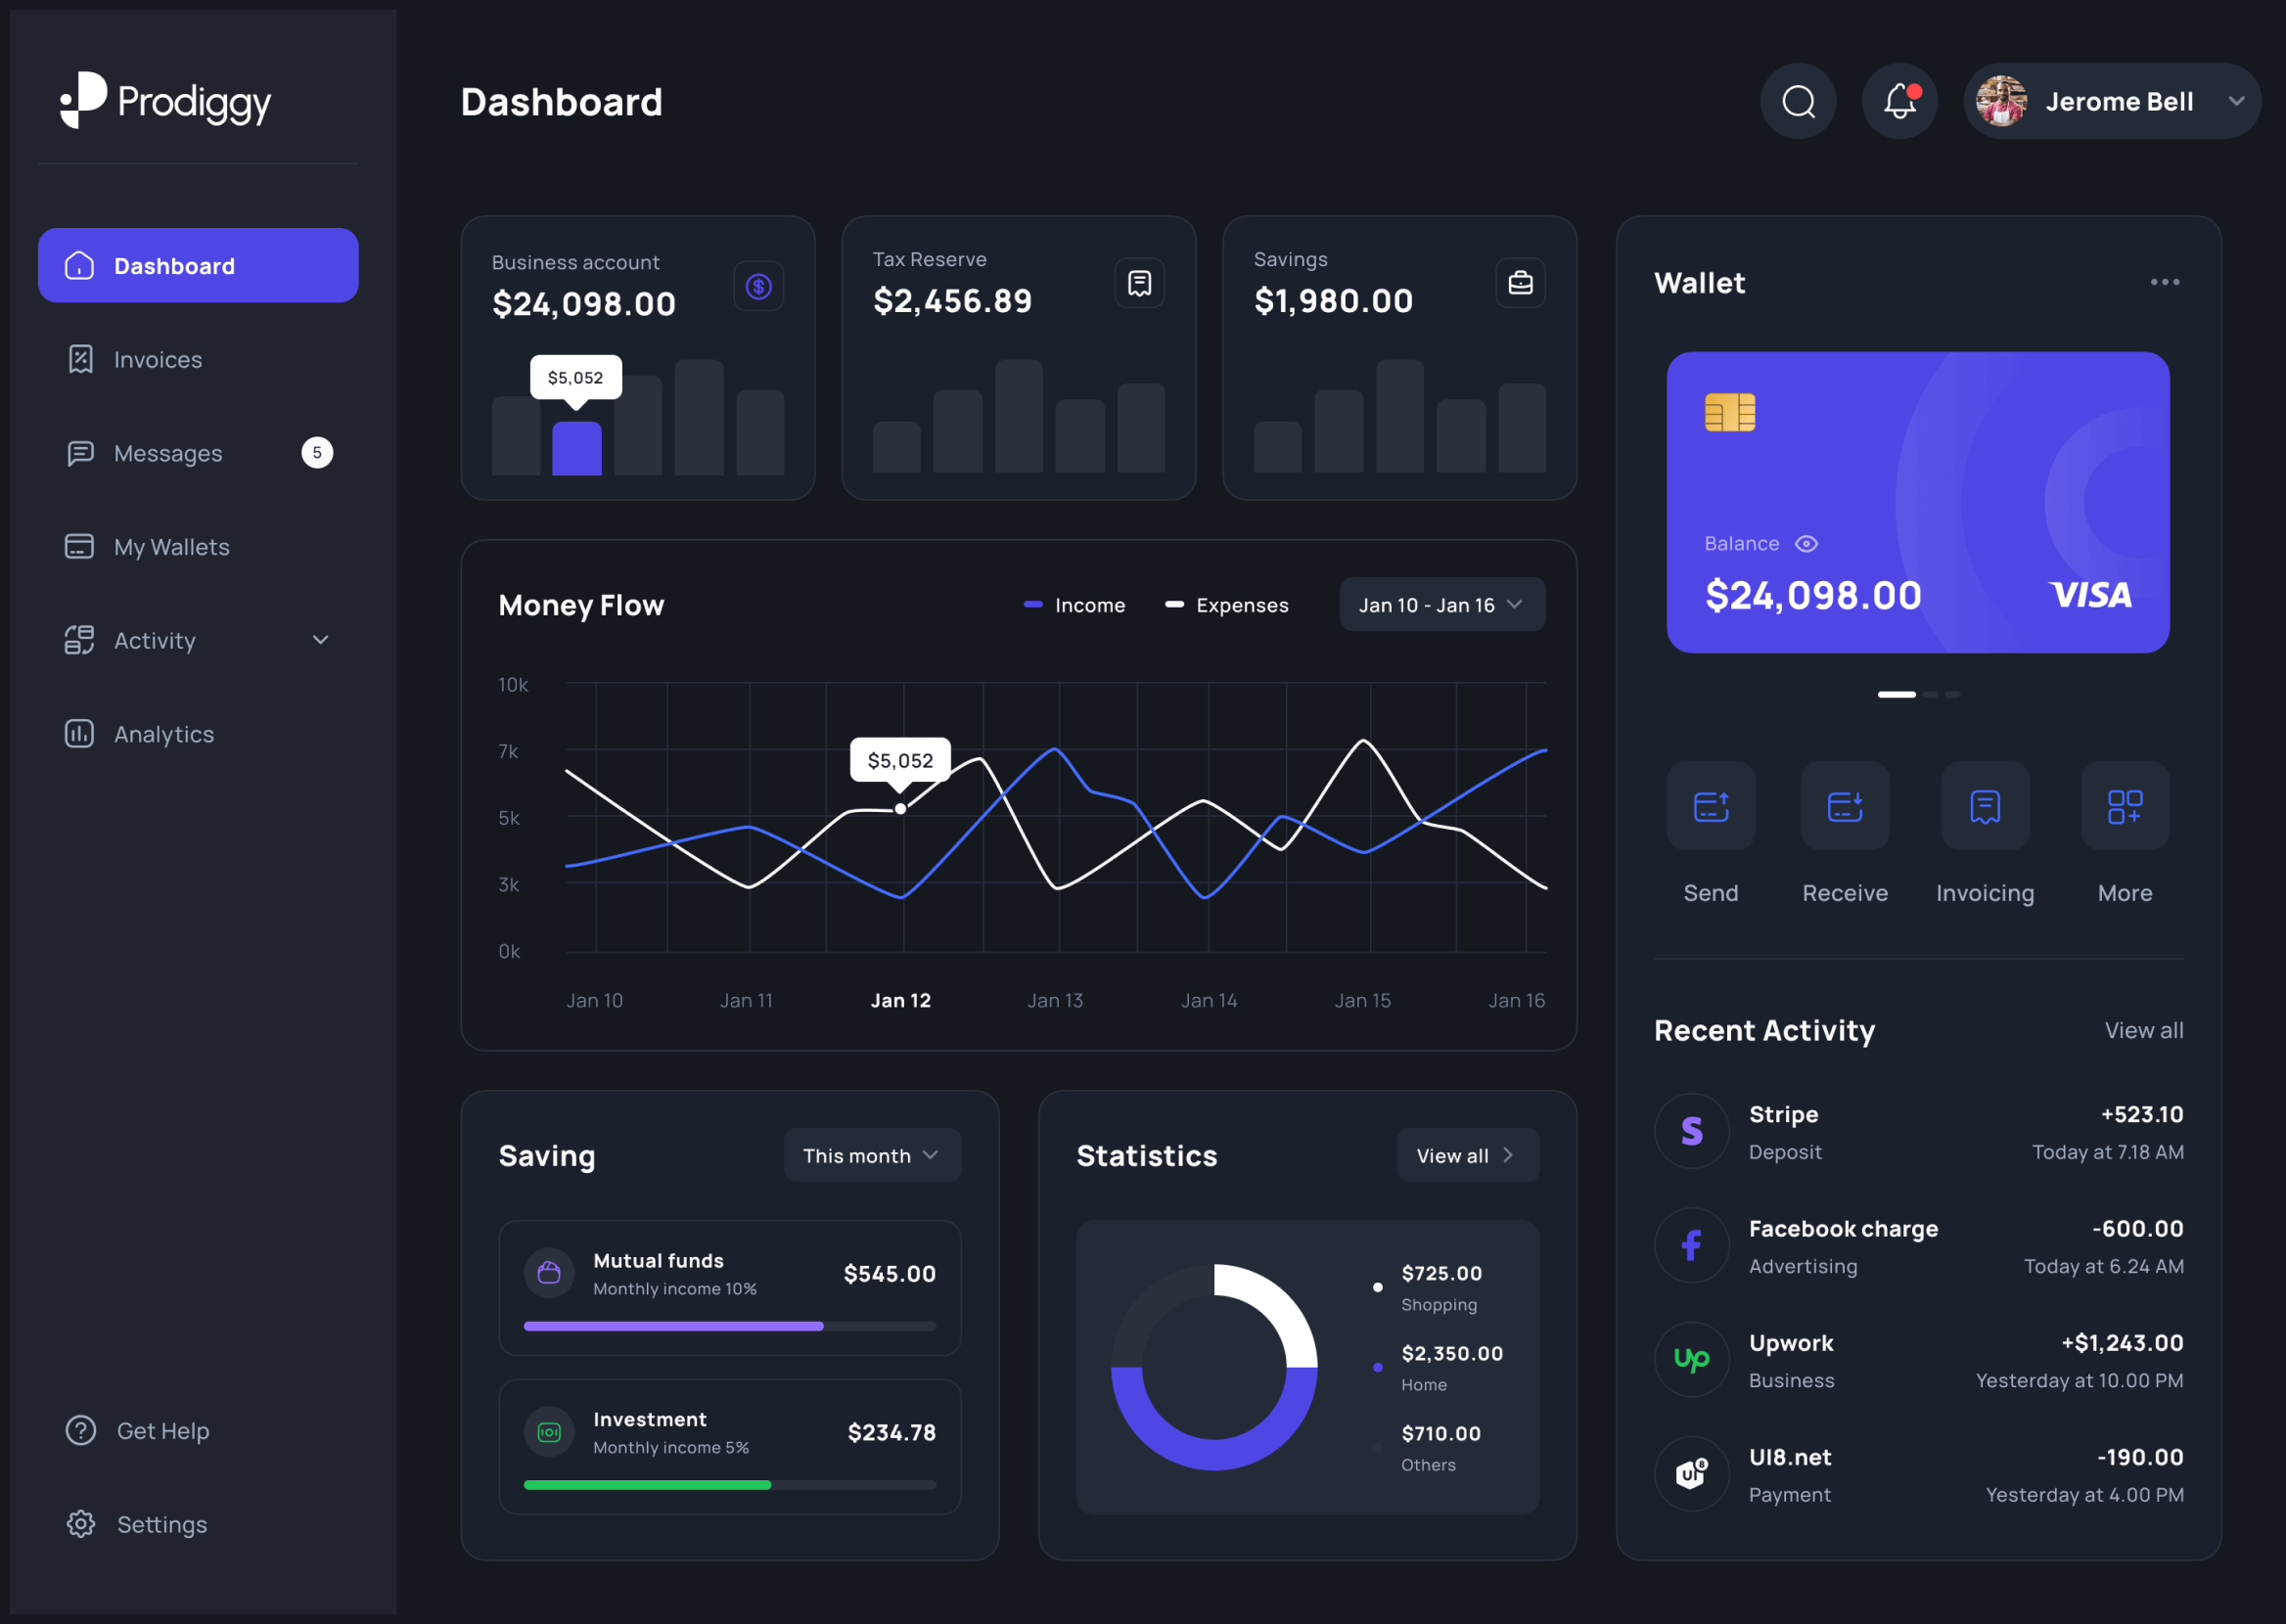 Prodiggy
Dashboard
Invoices
Messages
5
My Wallets
Activity
Analytics
Get Help
Settings
Dashboard
Jerome Bell
Business account
$24,098.00
$5,052
Tax Reserve
$2,456.89
Savings
$1,980.00
Money Flow
Income
Expenses
Jan 10 - Jan 16
10k
7k
5k
3k
0k
$5,052
Jan 10
Jan 11
Jan 12
Jan 13
Jan 14
Jan 15
Jan 16
Saving
This month
Mutual funds
Monthly income 10%
$545.00
Investment
Monthly income 5%
$234.78
Statistics
View all
$725.00
Shopping
$2,350.00
Home
$710.00
Others
Wallet
Balance
$24,098.00
VISA
Send
Receive
Invoicing
More
Recent Activity
View all
S
Stripe
+523.10
Deposit
Today at 7.18 AM
f
Facebook charge
-600.00
Advertising
Today at 6.24 AM
Up
Upwork
+$1,243.00
Business
Yesterday at 10.00 PM
UI8
UI8.net
-190.00
Payment
Yesterday at 4.00 PM